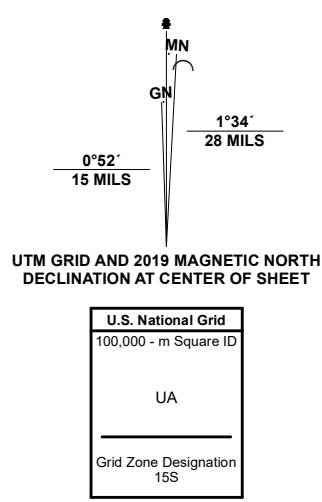 MN
GN
1°34´
28 MILS
0°52´
15 MILS
UTM GRID AND 2019 MAGNETIC NORTH
DECLINATION AT CENTER OF SHEET
U.S. National Grid
100,000 - m Square ID
UA
Grid Zone Designation
15S